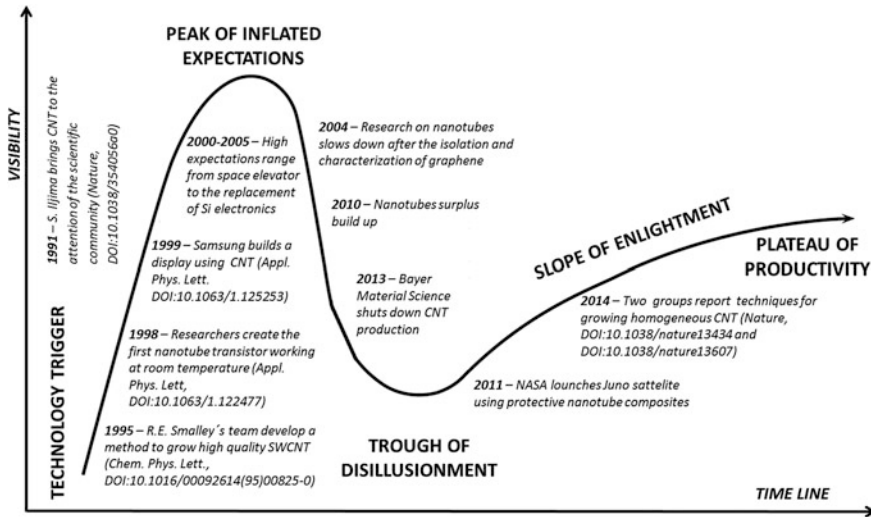 PEAK OF INFLATED
EXPECTATIONS
VISIBILITY
1991 – S. IIjima brings CNT to the
attention of the scientific
community (Nature,
DOI:10.1038/354056a0)
2000-2005 – High
expectations range
from space elevator
to the replacement
of Si electronics
1999 – Samsung builds a
display using CNT (Appl.
Phys. Lett.
DOI:10.1063/1.125253)
1998 – Researchers create the
first nanotube transistor working
at room temperature (Appl.
Phys. Lett,
DOI:10.1063/1.122477)
1995 – R.E. Smalley´s team develop a
method to grow high quality SWCNT
(Chem. Phys. Lett.,
DOI:10.1016/00092614(95)00825-0)
TECHNOLOGY TRIGGER
2004 – Research on nanotubes
slows down after the isolation and
characterization of graphene
2010 – Nanotubes surplus
build up
2013 – Bayer
Material Science
shuts down CNT
production
TROUGH OF
DISILLUSIONMENT
SLOPE OF ENLIGHTMENT
PLATEAU OF
PRODUCTIVITY
2014 – Two groups report techniques for
growing homogeneous CNT (Nature,
DOI:10.1038/nature13434 and
DOI:10.1038/nature13607)
2011 – NASA lounches Juno sattelite
using protective nanotube composites
TIME LINE